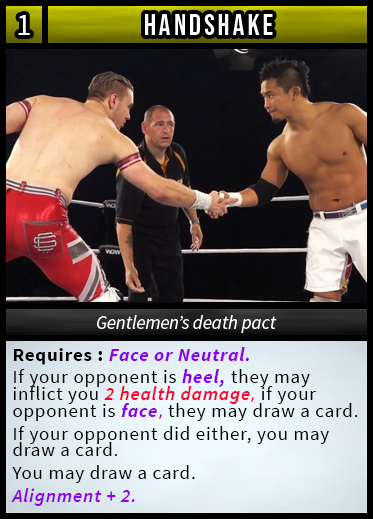 1
HANDSHAKE
WOW
Gentlemen's death pact
Requires : Face or Neutral.
If your opponent is heel, they may
inflict you 2 health damage, if your
opponent is face, they may draw a card.
If your opponent did either, you may
draw a card.
You may draw a card.
Alignment + 2.